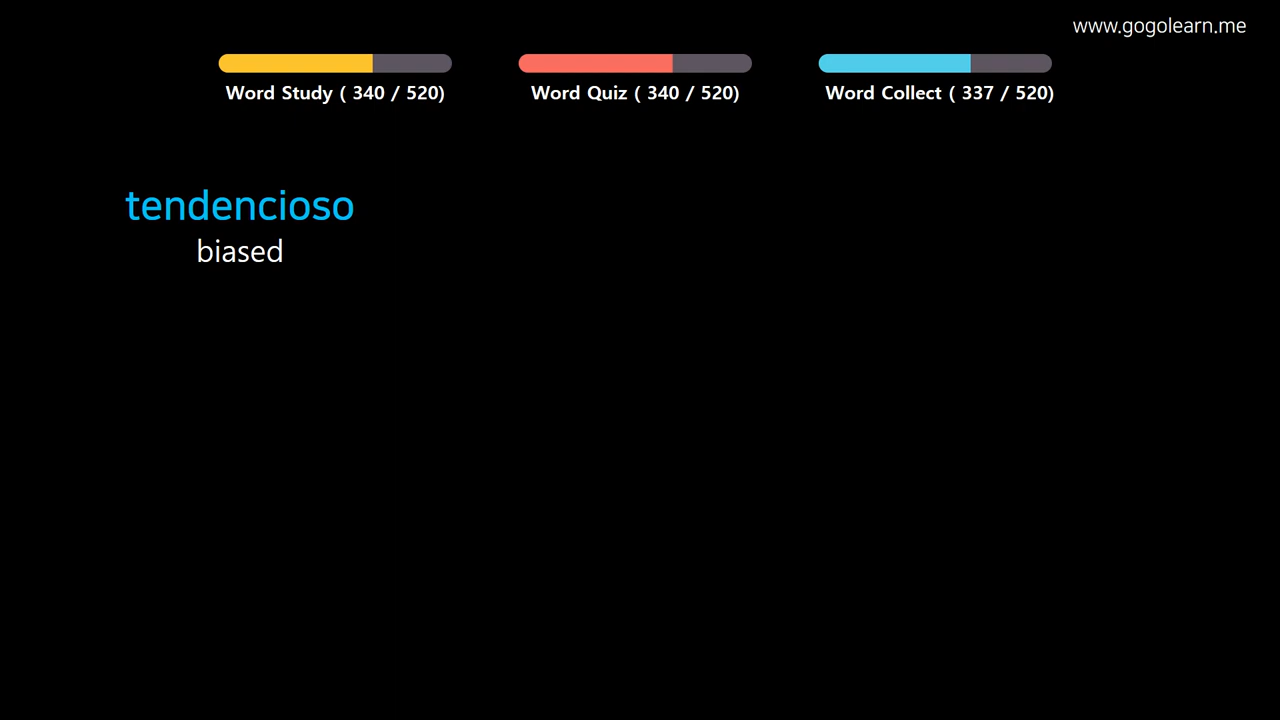 www.gogolearn.me
Word Study ( 340 / 520)
Word Quiz ( 340 / 520)
Word Collect ( 337 / 520)
tendencioso
biased